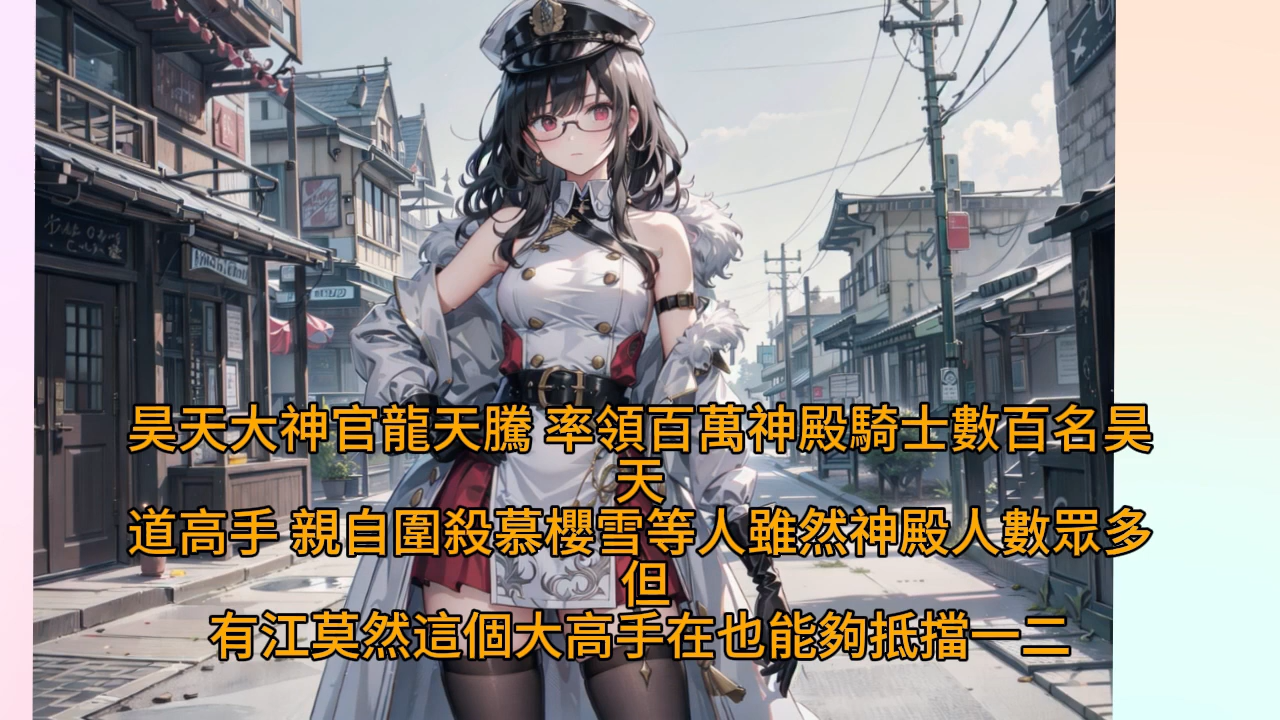 昊天大神官龍天騰 率領百萬神殿騎士數百名昊
天
道高手 親自圍殺慕櫻雪等人雖然神殿人數眾多
但
有江莫然這個大高手在也能夠抵擋一二